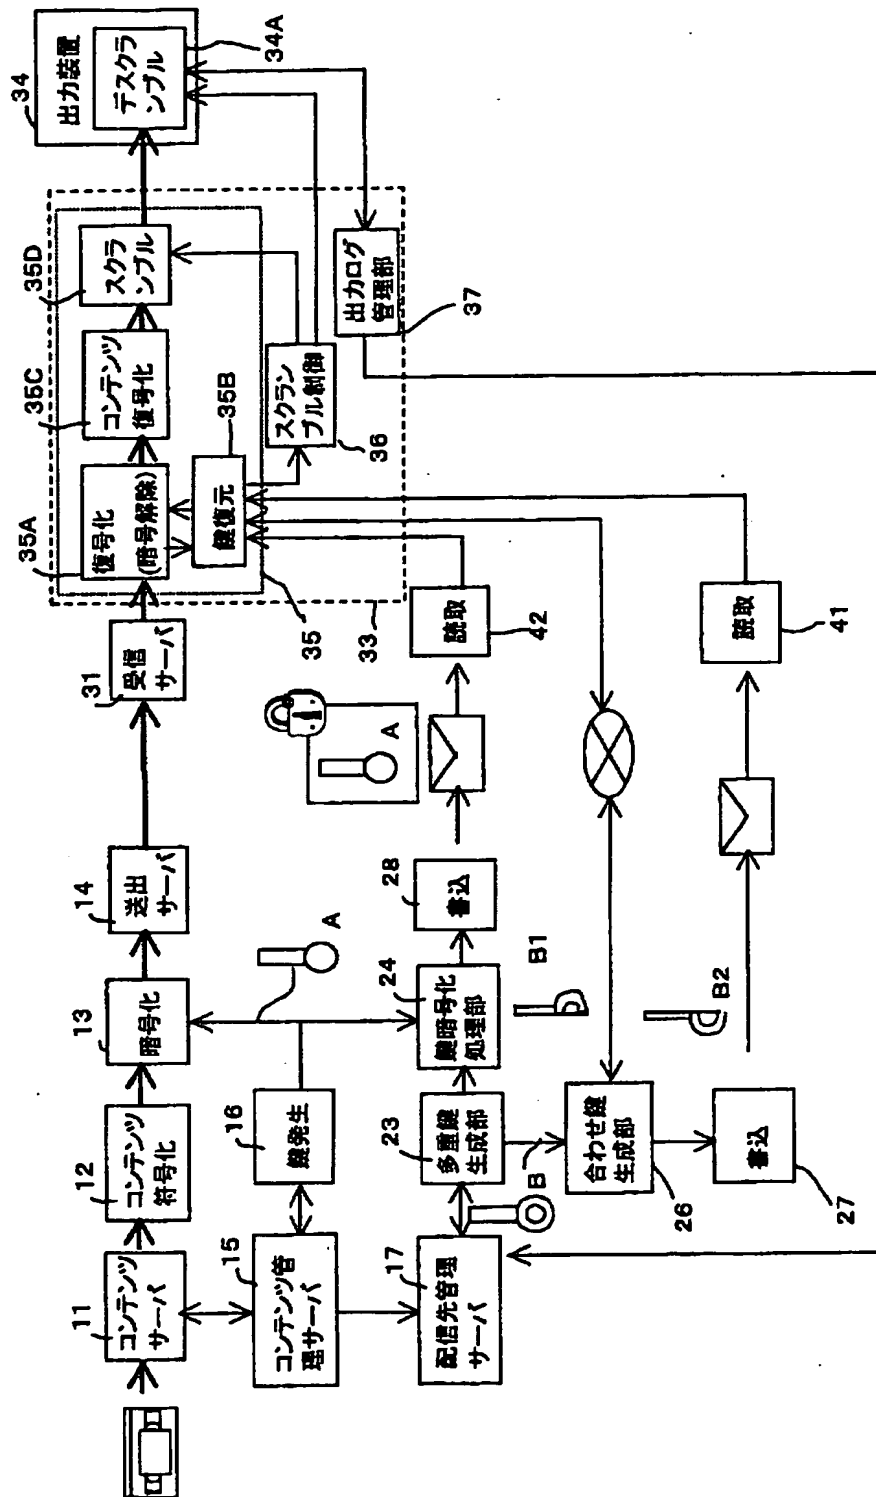 11
コンテンツ
サーバ
12
コンテンツ
符号化
13
暗号化
14
送出
サーバ
31
受信
サーバ
35A
復号化
(暗号解除)
35C
コンテンツ
復号化
35D
スクラ
ンブル
34
出力装置
デスクラ
ンブル
34A
15
コンテンツ管
理サーバ
16
鍵発生
A
A
35B
鍵復元
35
33
スクラン
ブル制御
36
出力ログ
管理部
37
17
配信先管理
サーバ
23
多重鍵
生成部
24
鍵暗号化
処理部
28
書込
読取
42
B
合わせ鍵
生成部
26
B1
書込
27
B2
読取
41